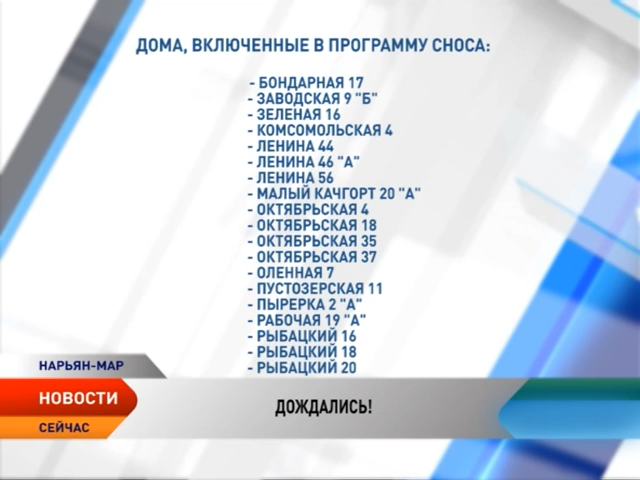 ДОМА, ВКЛЮЧЕННЫЕ В ПРОГРАММУ СНОСА:
- БОНДАРНАЯ 17
- ЗАВОДСКАЯ 9 "Б"
- ЗЕЛЕНАЯ 16
- КОМСОМОЛЬСКАЯ 4
- ЛЕНИНА 44
- ЛЕНИНА 46 "А"
- ЛЕНИНА 56
- МАЛЫЙ КАЧГОРТ 20 "А"
- ОКТЯБРЬСКАЯ 4
- ОКТЯБРЬСКАЯ 18
- ОКТЯБРЬСКАЯ 35
- ОКТЯБРЬСКАЯ 37
- ОЛЕННАЯ 7
- ПУСТОЗЕРСКАЯ 11
- ПЫРЕРКА 2 "А"
- РАБОЧАЯ 19 "А"
- РЫБАЦКИЙ 16
- РЫБАЦКИЙ 18
- РЫБАЦКИЙ 20
НАРЬЯН-МАР
НОВОСТИ
ДОЖДАЛИСЬ!
СЕЙЧАС